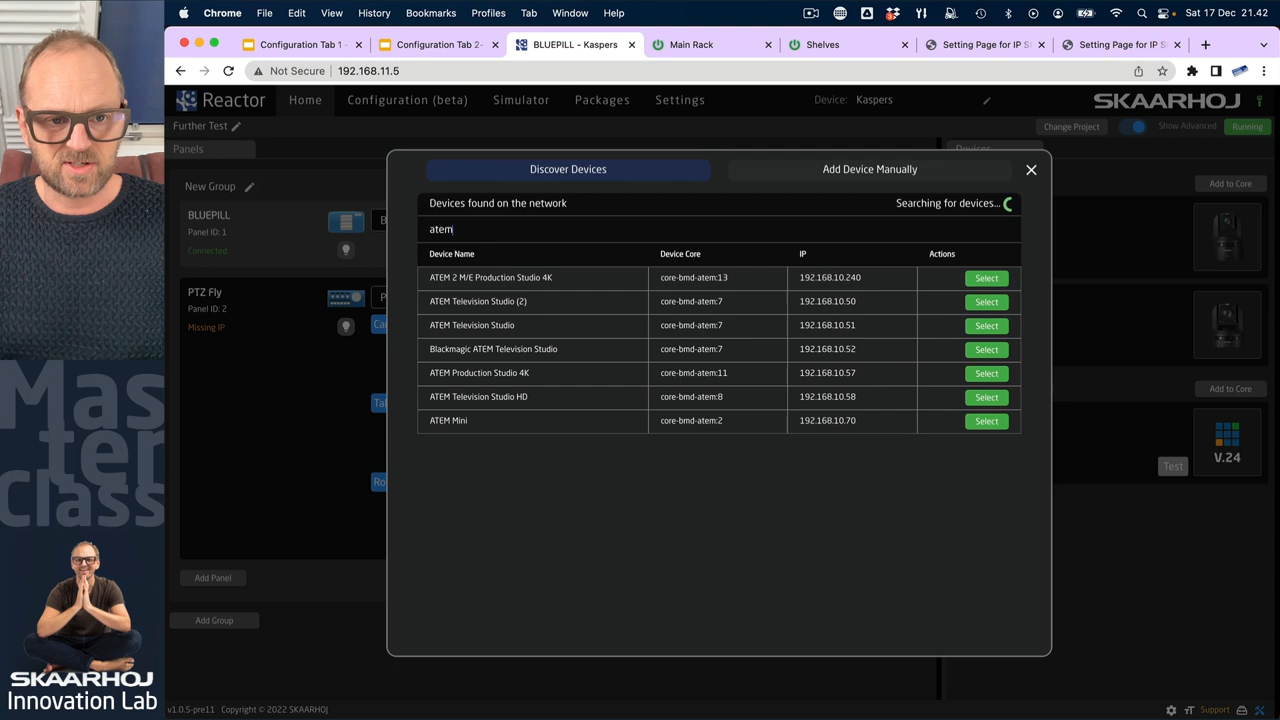 Chrome File Edit View History Bookmarks Profiles Tab Window Help Sat 17 Dec 21.42
Configuration Tab 1 - Configuration Tab 2- BLUEPILL - Kaspers Main Rack Shelves Setting Page for IP S Setting Page for IP S
Not Secure 192.168.11.5
Reactor Home Configuration (beta) Simulator Packages Settings Device: Kaspers SKAARHOJ
Further Test Change Project Show Advanced Running
Panels Devices
Discover Devices Add Device Manually
New Group Add to Core
Devices found on the network Searching for devices...
BLUEPILL
Panel ID: 1
Connected
atem
Device Name Device Core IP Actions
ATEM 2 M/E Production Studio 4K core-bmd-atem:13 192.168.10.240 Select
ATEM Television Studio (2) core-bmd-atem:7 192.168.10.50 Select
ATEM Television Studio core-bmd-atem:7 192.168.10.51 Select
Blackmagic ATEM Television Studio core-bmd-atem:7 192.168.10.52 Select
ATEM Production Studio 4K core-bmd-atem:11 192.168.10.57 Select
ATEM Television Studio HD core-bmd-atem:8 192.168.10.58 Select
ATEM Mini core-bmd-atem:2 192.168.10.70 Select
PTZ Fly
Panel ID: 2
Missing IP
Add to Core
V.24
Test
Add Panel
Add Group
Mas
ter
Class
SKAARHOJ
Innovation Lab
v1.0.5-pre11 Copyright © 2022 SKAARHOJ Support